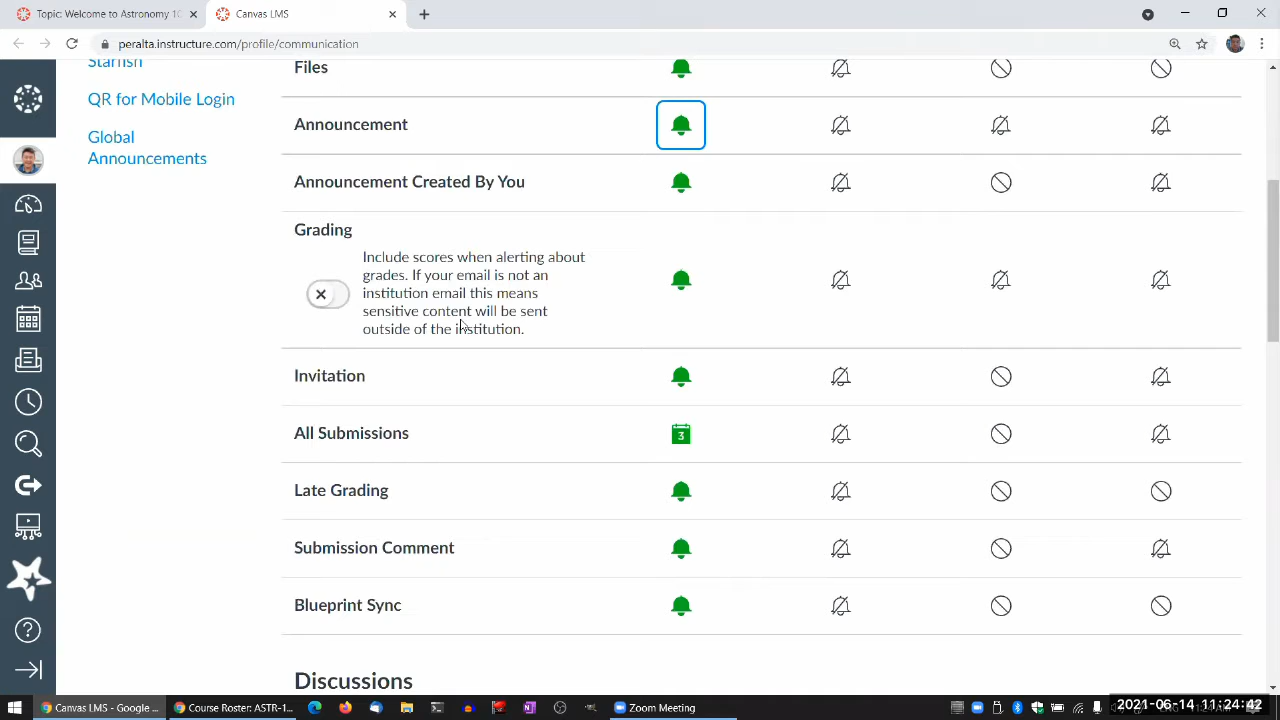 Topic: Welcome to Astronomy 10
Canvas LMS
peralta.instructure.com/profile/communication
Starfish
QR for Mobile Login
Global
Announcements
Files
Announcement
Announcement Created By You
Grading
Include scores when alerting about
grades. If your email is not an
institution email this means
sensitive content will be sent
outside of the institution.
Invitation
All Submissions
3
Late Grading
Submission Comment
Blueprint Sync
Discussions
Canvas LMS - Google ...
Course Roster: ASTR-1...
Zoom Meeting
2021-06-14 11:24:42